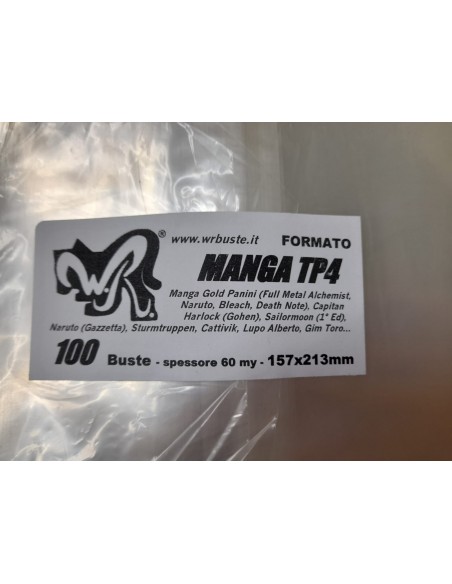 W.R. ®
www.wrbuste.it FORMATO
MANGA TP4
Manga Gold Panini (Full Metal Alchemist,
Naruto, Bleach, Death Note), Capitan
Harlock (Gohen), Sailormoon (1° Ed),
Naruto (Gazzetta), Sturmtruppen, Cattivik, Lupo Alberto, Gim Toro...
100 Buste - spessore 60 my - 157x213mm